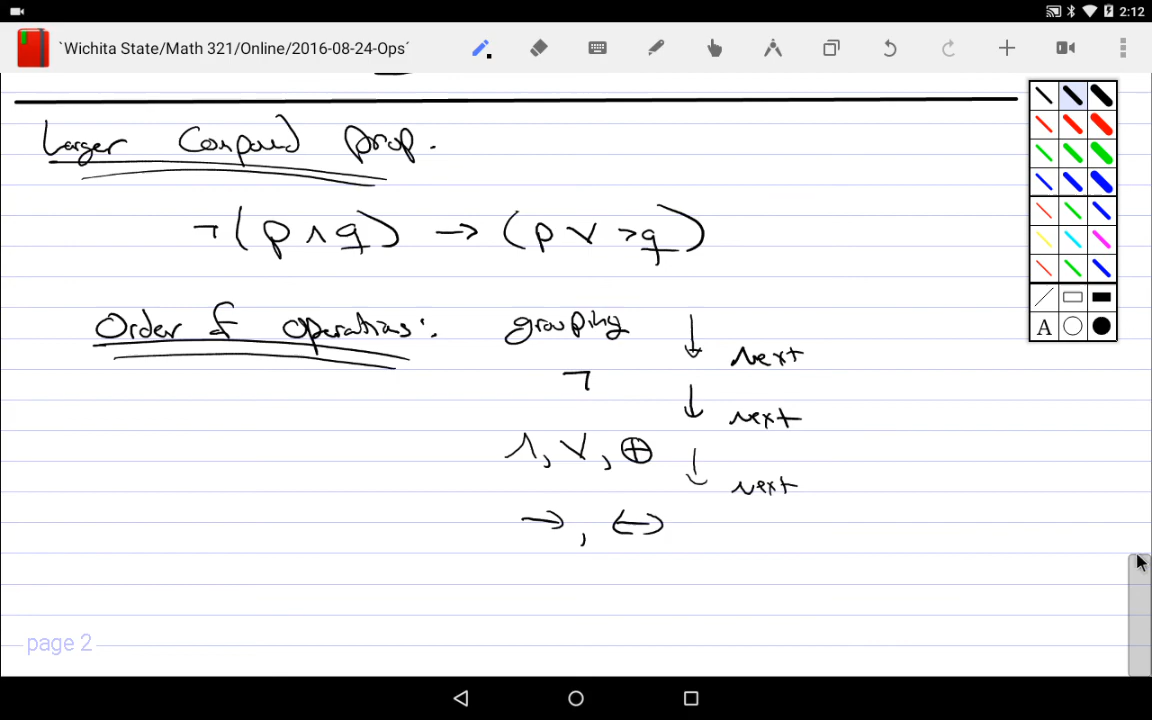 2:12
`Wichita State/Math 321/Online/2016-08-24-Ops´
Larger Compound prop.
¬(p ∧ q) → (p ∨ ¬q)
Order of operations: grouping
↓ next
¬
↓ next
∧, ∨, ⊕
↓ next
→, ↔
A
page 2